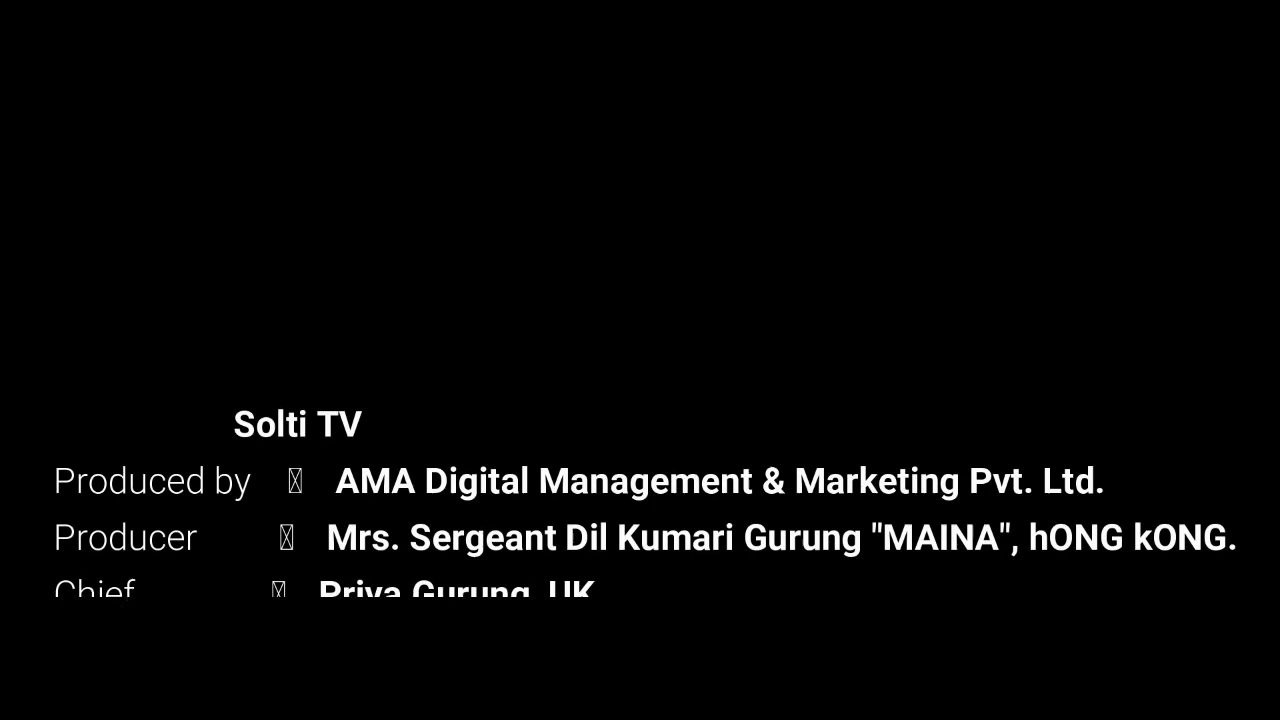 Solti TV
Produced by AMA Digital Management & Marketing Pvt. Ltd.
Producer Mrs. Sergeant Dil Kumari Gurung "MAINA", hONG kONG.
Chief Priya Gurung, UK